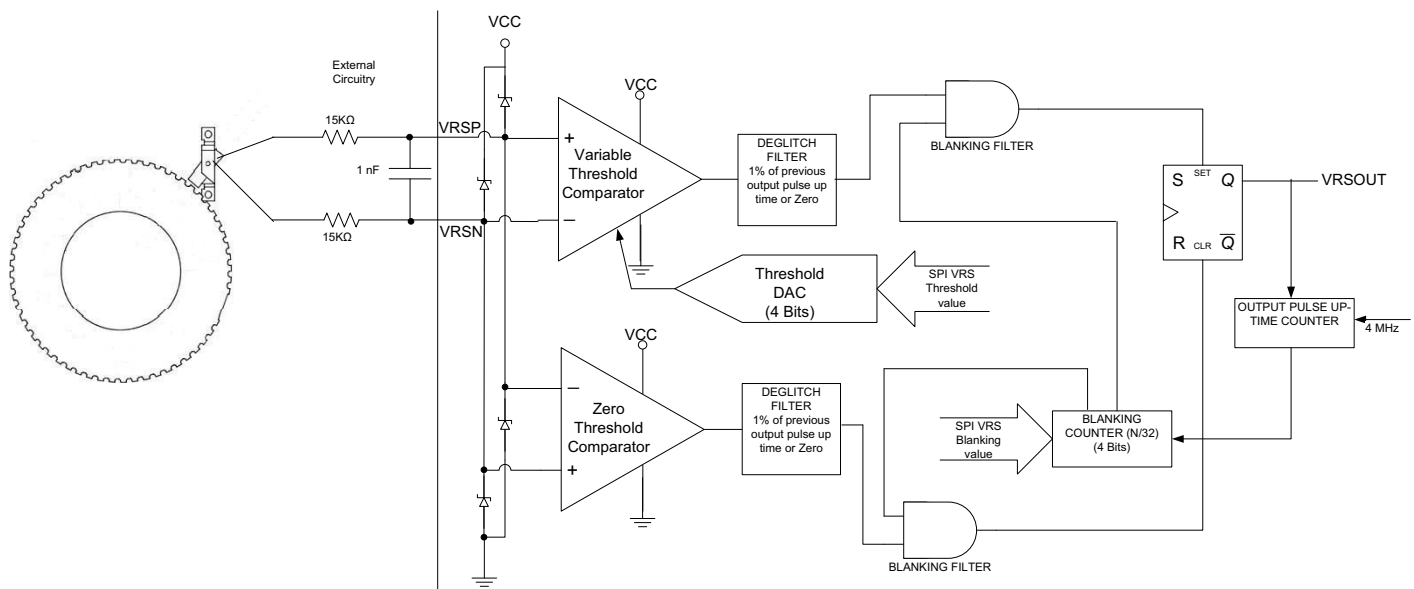 VCC
External
Circuitry
15KΩ
VRSP
1 nF
15KΩ
VRSN
VCC
+
Variable
Threshold
Comparator
−
DEGLITCH
FILTER
1% of previous
output pulse up
time or Zero
BLANKING FILTER
S SET Q
R CLR Q
VRSOUT
Threshold
DAC
(4 Bits)
SPI VRS
Threshold
value
OUTPUT PULSE UP-
TIME COUNTER
4 MHz
VCC
−
Zero
Threshold
Comparator
+
DEGLITCH
FILTER
1% of previous
output pulse up
time or Zero
SPI VRS
Blanking
value
BLANKING
COUNTER (N/32)
(4 Bits)
BLANKING FILTER